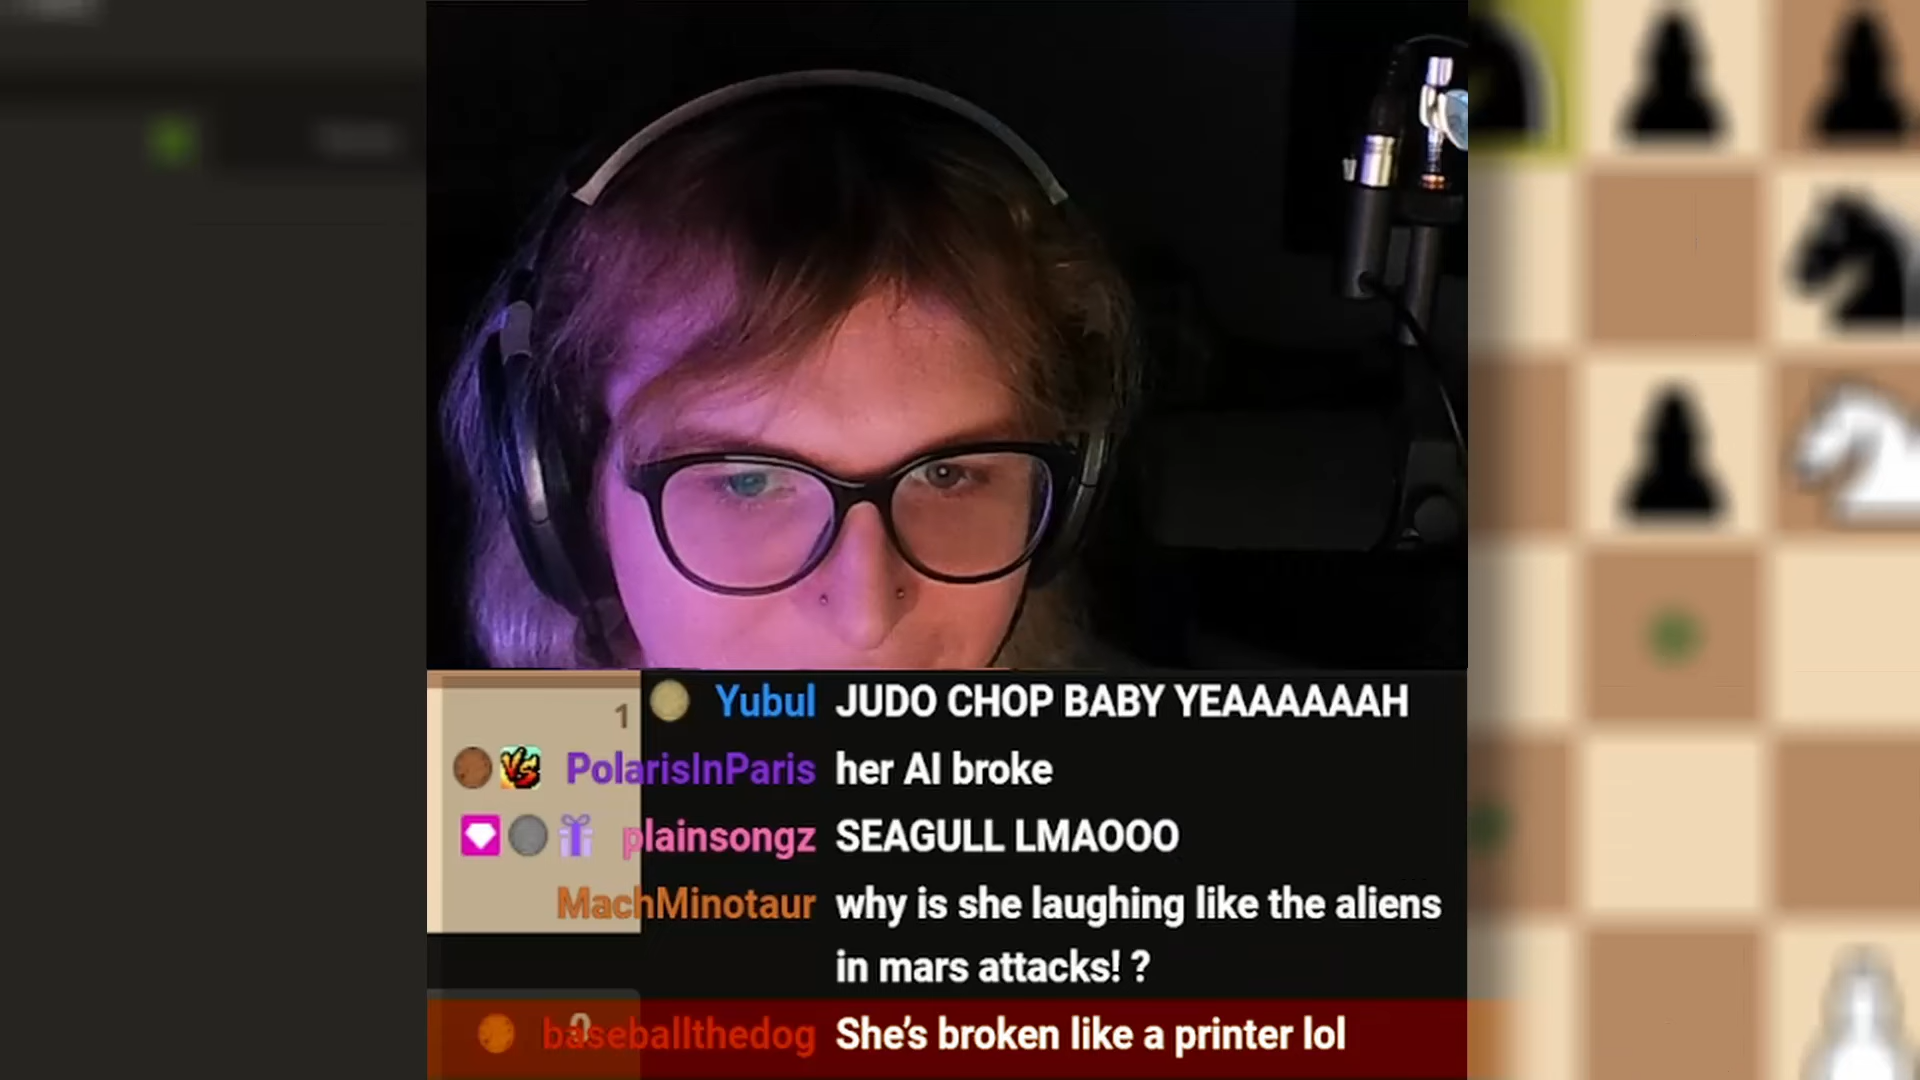 1
Yubul JUDO CHOP BABY YEAAAAAAH
PolarisInParis her AI broke
VS
plainsongz SEAGULL LMAOOO
MachMinotaur why is she laughing like the aliens
in mars attacks! ?
baseballthedog She's broken like a printer lol